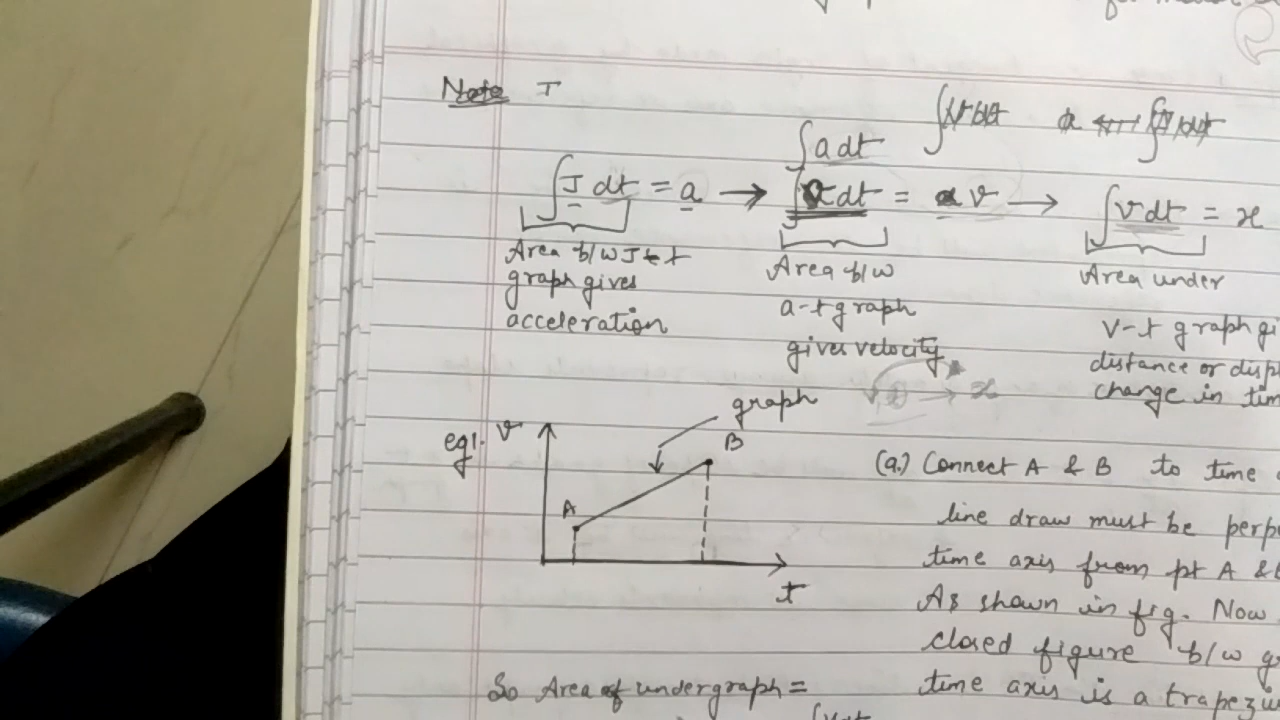 Note I
∫a dt
∫J dt = a → ∫ dt = v → ∫v dt = x
Area b/w J & t
graph gives
acceleration
Area b/w
a-t graph
gives velocity
Area under
v-t graph gi
distance or disp
change in tim
x
eg:- v
graph
A
B
t
(a.) Connect A & B to time
line draw must be perp
time axis from pt A &
As shown in fig. Now
closed figure b/w g
time axis is a trapezu
So Area of undergraph =